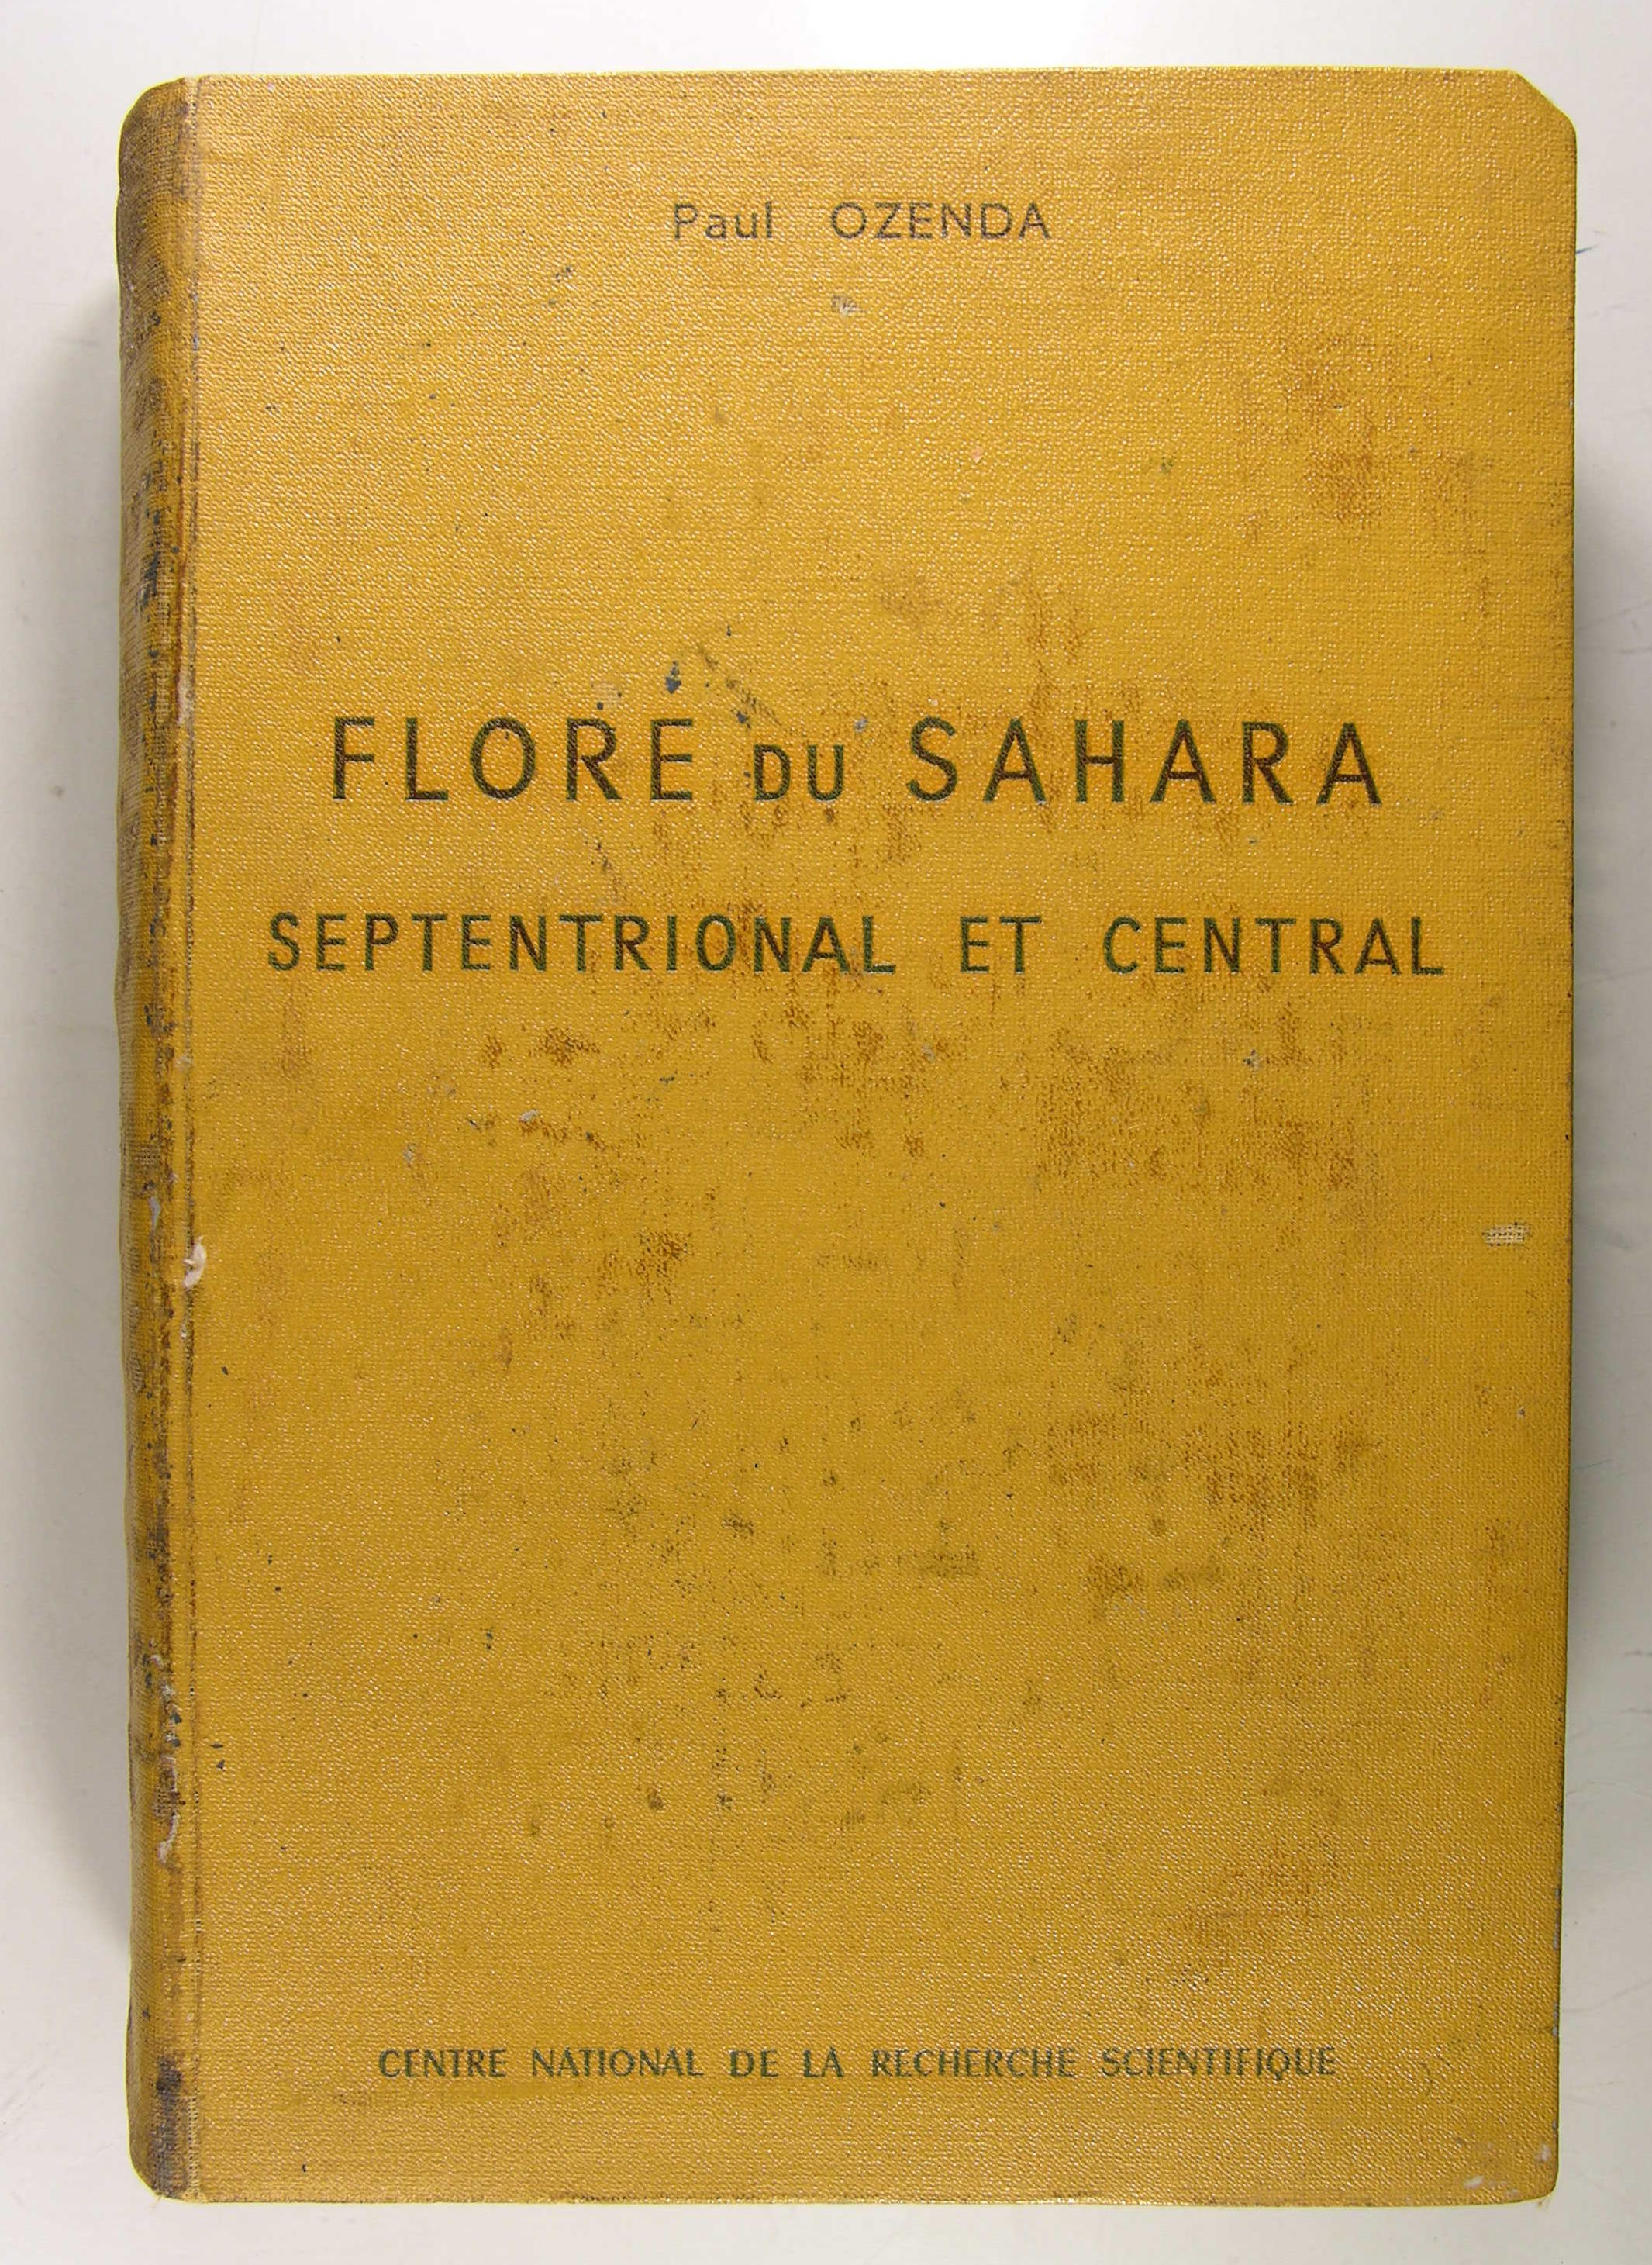 Paul OZENDA
FLORE DU SAHARA
SEPTENTRIONAL ET CENTRAL
CENTRE NATIONAL DE LA RECHERCHE SCIENTIFIQUE